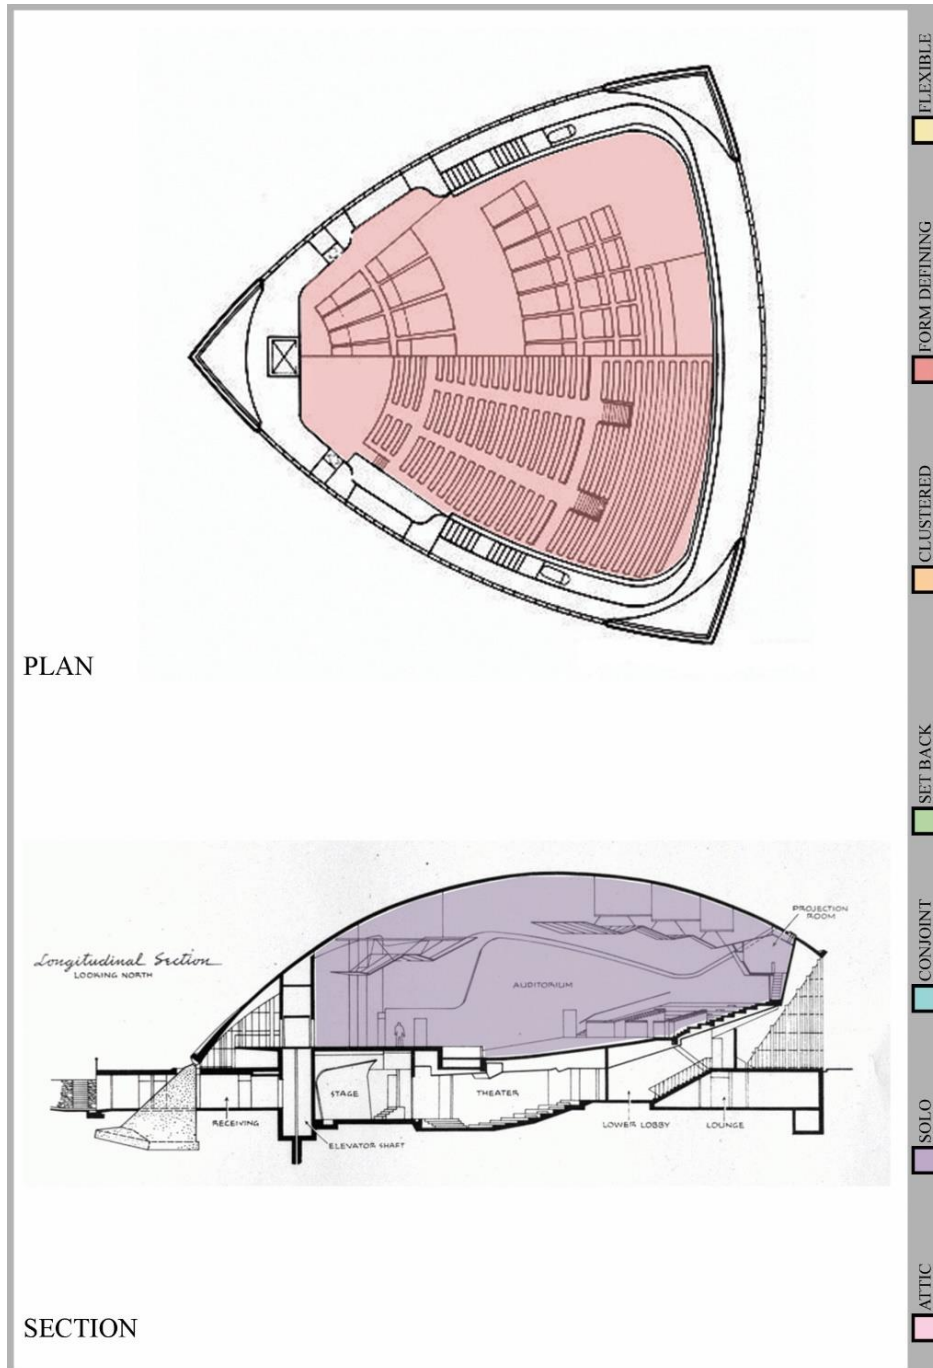 PLAN
Longitudinal Section
LOOKING NORTH
PROJECTION
ROOM
AUDITORIUM
STAGE
THEATER
RECEIVING
ELEVATOR SHAFT
LOWER LOBBY
LOUNGE
SECTION
FLEXIBLE
FORM DEFINING
CLUSTERED
SET BACK
CONJOINT
SOLO
ATTIC